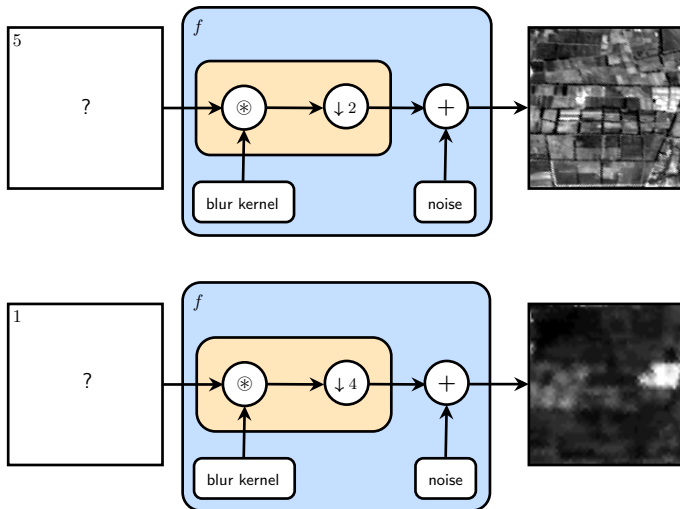 5
f
?
⊛
↓ 2
+
blur kernel
noise
1
f
?
⊛
↓ 4
+
blur kernel
noise